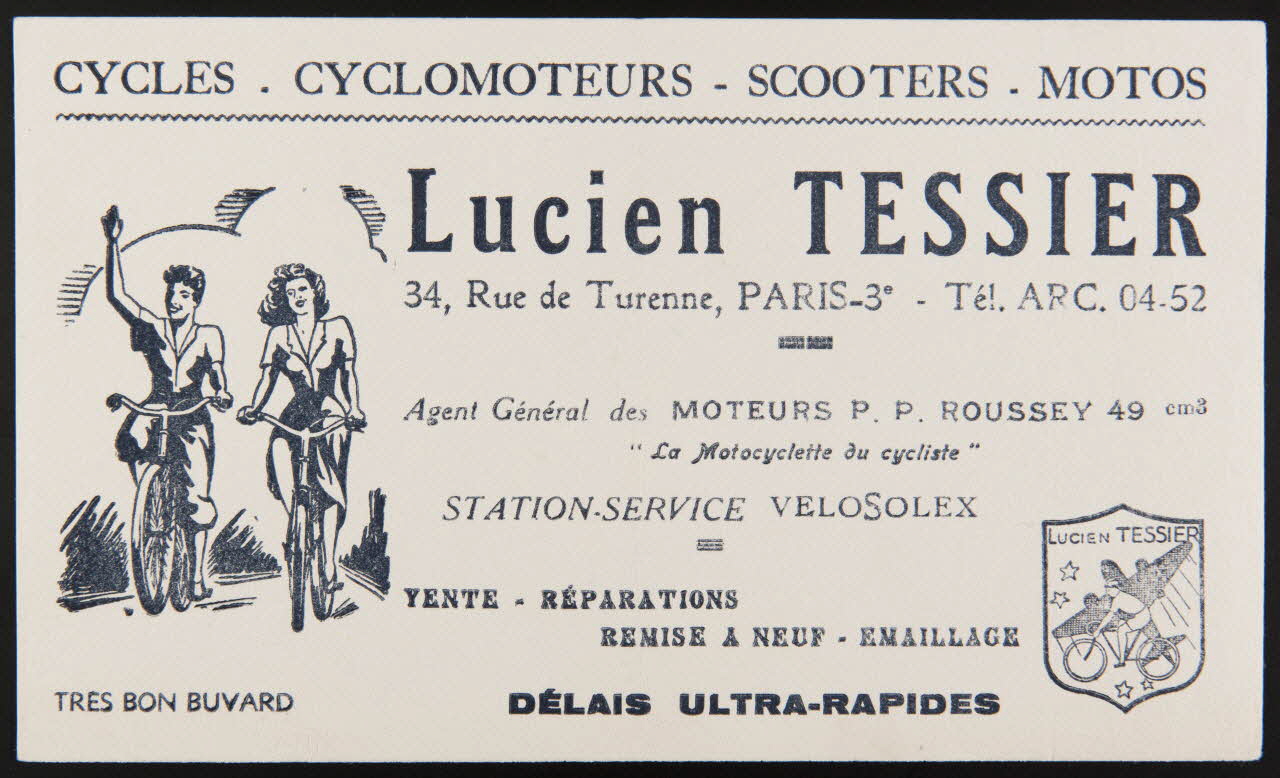 CYCLES . CYCLOMOTEURS - SCOOTERS . MOTOS
Lucien TESSIER
34, Rue de Turenne, PARIS-3e - Tél. ARC. 04-52
Agent Général des MOTEURS P. P. ROUSSEY 49 cm3
" La Motocyclette du cycliste "
STATION-SERVICE VELOSOLEX
LUCIEN TESSIER
VENTE - RÉPARATIONS
REMISE A NEUF - EMAILLAGE
TRES BON BUVARD
DÉLAIS ULTRA-RAPIDES